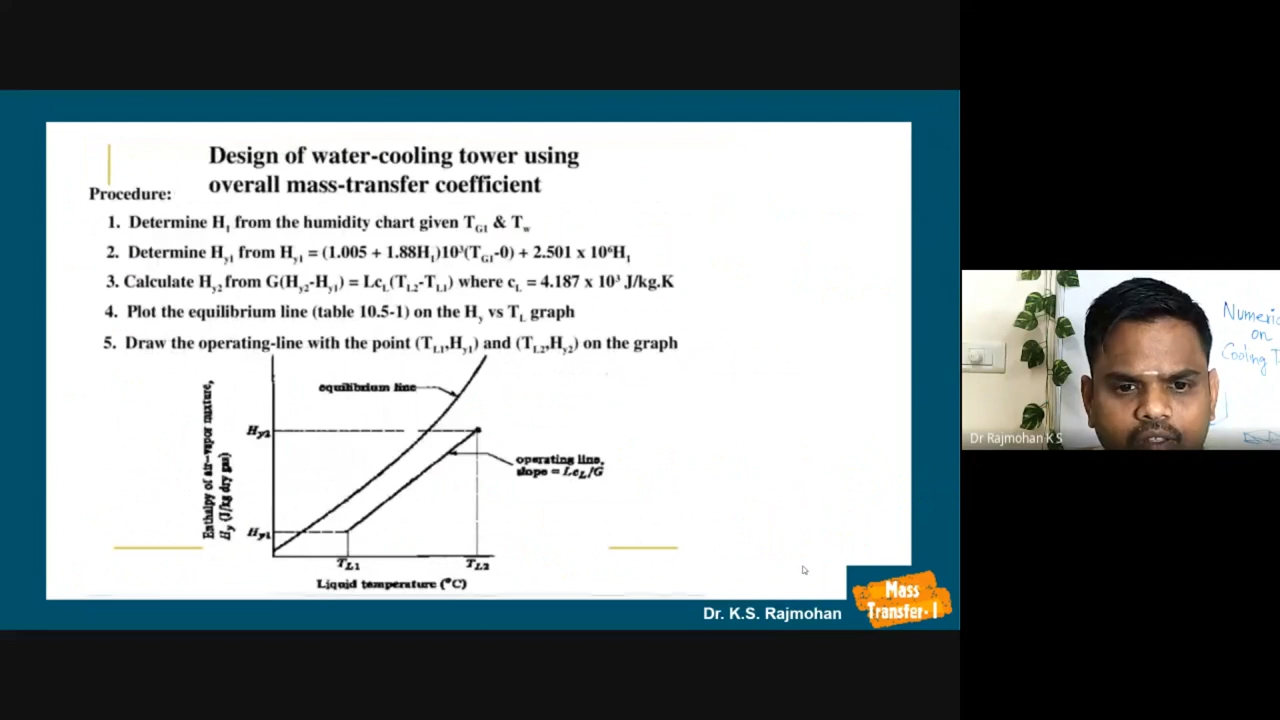 Design of water-cooling tower using
overall mass-transfer coefficient
Procedure:
1. Determine H₁ from the humidity chart given T_G1 & T_w
2. Determine H_y1 from H_y1 = (1.005 + 1.88H₁)10³(T_G1-0) + 2.501 x 10⁶H₁
3. Calculate H_y2 from G(H_y2-H_y1) = Lc_L(T_L2-T_L1) where c_L = 4.187 x 10³ J/kg.K
4. Plot the equilibrium line (table 10.5-1) on the H_y vs T_L graph
5. Draw the operating-line with the point (T_L1,H_y1) and (T_L2,H_y2) on the graph
equilibrium line
Enthalpy of air–vapor mixture,
H_y (J/kg dry gas)
H_y2
operating line,
slope = Lc_L/G
H_y1
T_L1
T_L2
Liquid temperature (°C)
Dr. K.S. Rajmohan
Mass
Transfer - I
Numeric
on
Cooling T
Dr Rajmohan K S